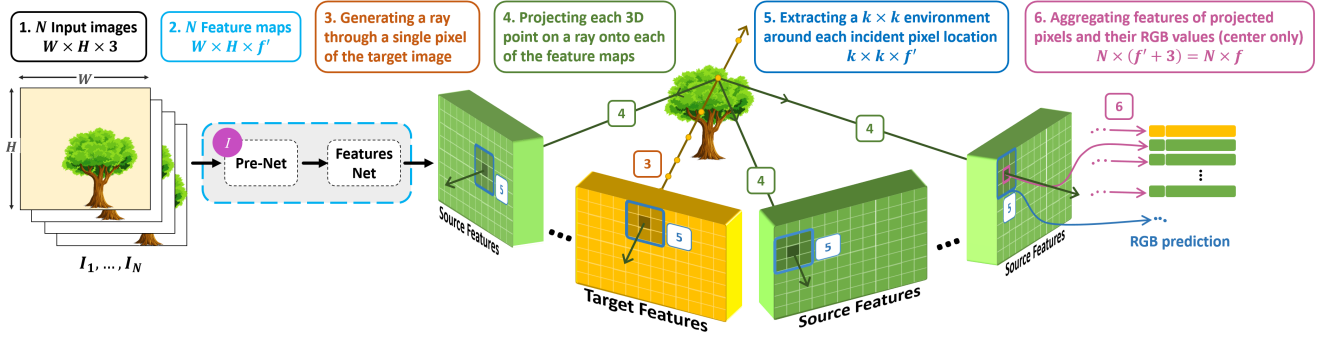 1. N Input images
W × H × 3
2. N Feature maps
W × H × f′
3. Generating a ray
through a single pixel
of the target image
4. Projecting each 3D
point on a ray onto each
of the feature maps
5. Extracting a k × k environment
around each incident pixel location
k × k × f′
6. Aggregating features of projected
pixels and their RGB values (center only)
N × (f′ + 3) = N × f
W
H
I
Pre-Net
Features
Net
I₁, ..., I_N
4
4
4
3
6
5
5
5
5
Source Features
Target Features
Source Features
Source Features
RGB prediction